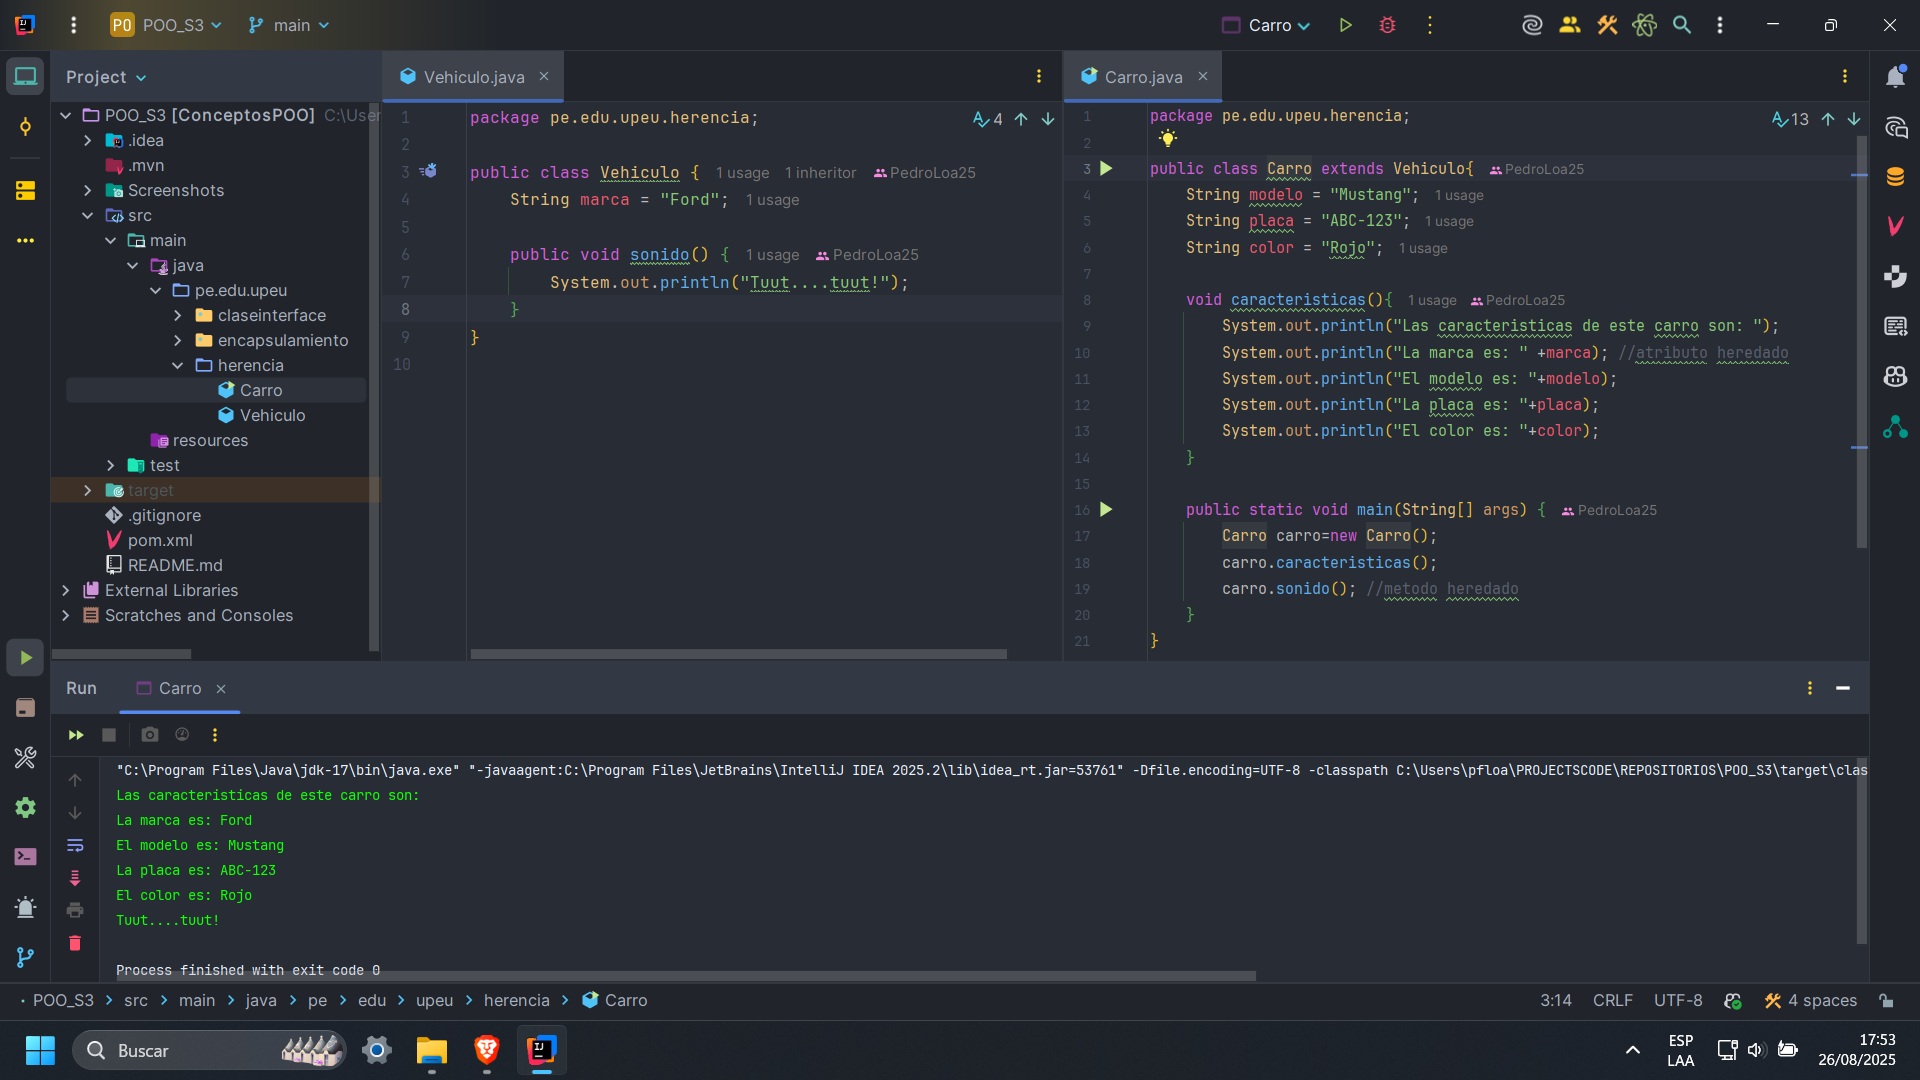 PO POO_S3 main Carro
Project
Vehiculo.java
Carro.java
POO_S3 [ConceptosPOO] C:\User
.idea
.mvn
Screenshots
src
main
java
pe.edu.upeu
claseinterface
encapsulamiento
herencia
Carro
Vehiculo
resources
test
target
.gitignore
pom.xml
README.md
External Libraries
Scratches and Consoles
4
1 package pe.edu.upeu.herencia;
2
3 public class Vehiculo { 1 usage 1 inheritor PedroLoa25
4 String marca = "Ford"; 1 usage
5
6 public void sonido() { 1 usage PedroLoa25
7 System.out.println("Tuut....tuut!");
8 }
9 }
10
13
1 package pe.edu.upeu.herencia;
2
3 public class Carro extends Vehiculo{ PedroLoa25
4 String modelo = "Mustang"; 1 usage
5 String placa = "ABC-123"; 1 usage
6 String color = "Rojo"; 1 usage
7
8 void caracteristicas(){ 1 usage PedroLoa25
9 System.out.println("Las caracteristicas de este carro son: ");
10 System.out.println("La marca es: " +marca); //atributo heredado
11 System.out.println("El modelo es: "+modelo);
12 System.out.println("La placa es: "+placa);
13 System.out.println("El color es: "+color);
14 }
15
16 public static void main(String[] args) { PedroLoa25
17 Carro carro=new Carro();
18 carro.caracteristicas();
19 carro.sonido(); //metodo heredado
20 }
21 }
Run Carro
"C:\Program Files\Java\jdk-17\bin\java.exe" "-javaagent:C:\Program Files\JetBrains\IntelliJ IDEA 2025.2\lib\idea_rt.jar=53761" -Dfile.encoding=UTF-8 -classpath C:\Users\pfloa\PROJECTSCODE\REPOSITORIOS\POO_S3\target\clas
Las caracteristicas de este carro son:
La marca es: Ford
El modelo es: Mustang
La placa es: ABC-123
El color es: Rojo
Tuut....tuut!
Process finished with exit code 0
POO_S3 > src > main > java > pe > edu > upeu > herencia > Carro
3:14 CRLF UTF-8 4 spaces
Buscar
ESP
LAA
17:53
26/08/2025